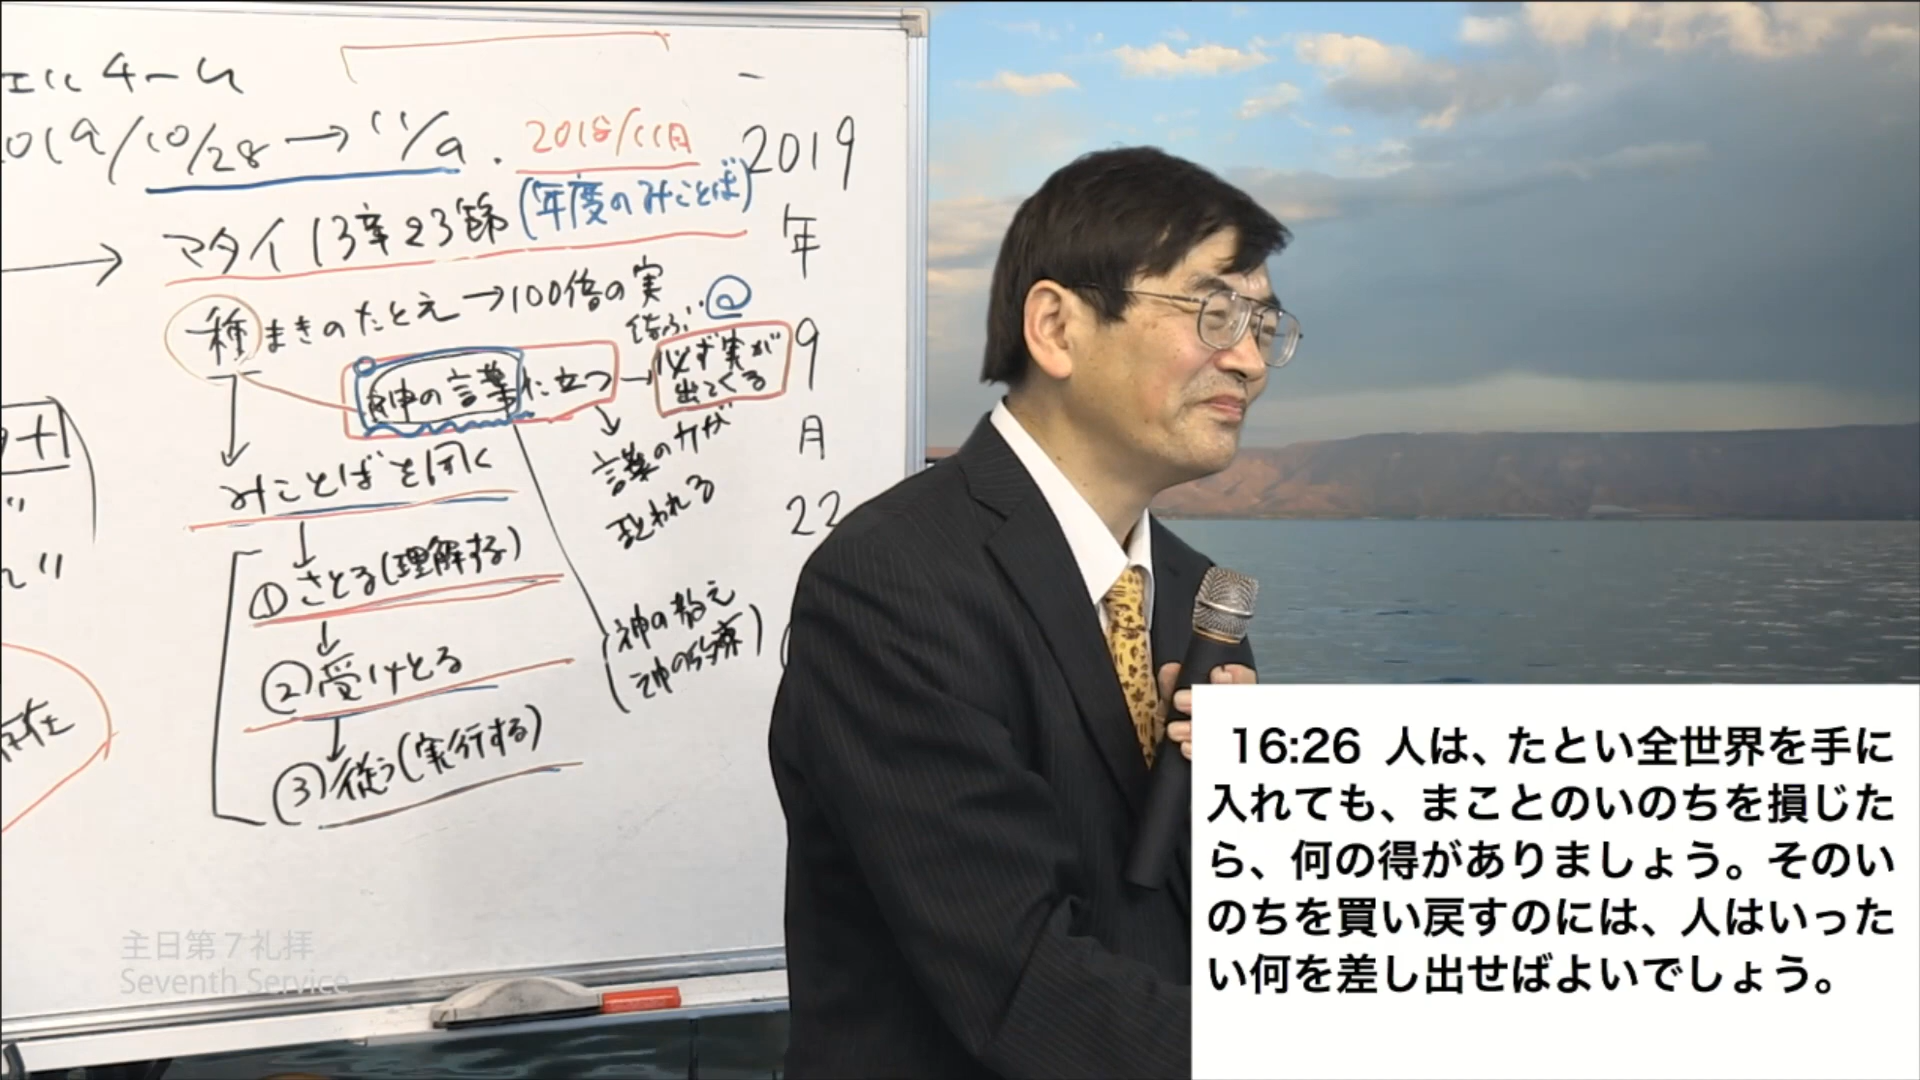 エルチーム
2019/10/28→11/9. 2018/11月
マタイ13章23節(年度のみことば)
種まきのたとえ→100倍の実
結ぶ・@
神の言葉に立つ→必ず実が
出てくる
みことばを聞く
言葉の力が
現われる
①さとる(理解する)
②受けとる
③従う(実行する)
神の教え
神の治療
存在
2019
年
9
月
22
主日第7礼拝
Seventh Service
16:26 人は、たとい全世界を手に
入れても、まことのいのちを損じた
ら、何の得がありましょう。そのい
のちを買い戻すのには、人はいった
い何を差し出せばよいでしょう。